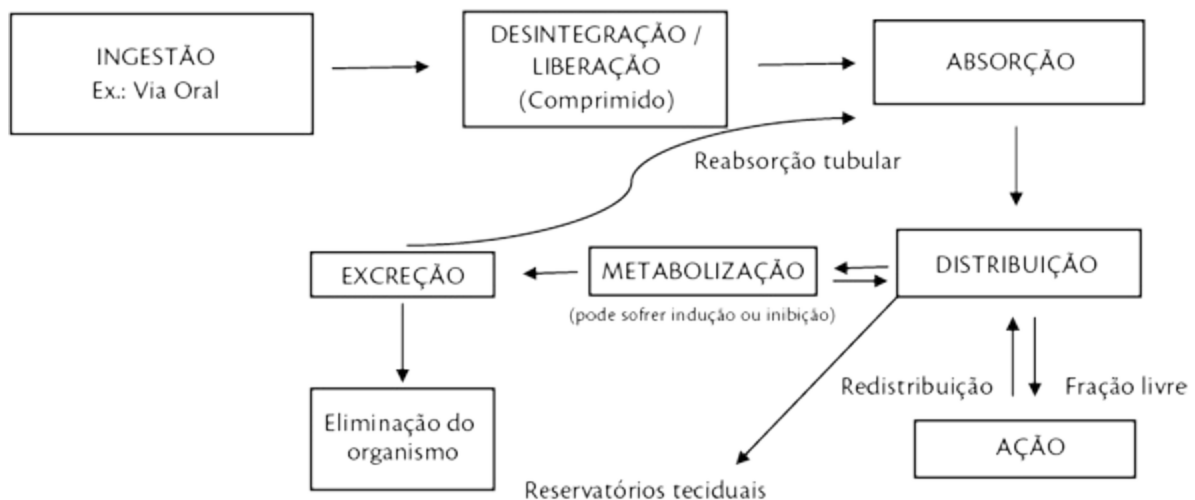 INGESTÃO
Ex.: Via Oral
DESINTEGRAÇÃO /
LIBERAÇÃO
(Comprimido)
ABSORÇÃO
Reabsorção tubular
EXCREÇÃO
METABOLIZAÇÃO
(pode sofrer indução ou inibição)
DISTRIBUIÇÃO
Redistribuição
Fração livre
Eliminação do
organismo
AÇÃO
Reservatórios teciduais